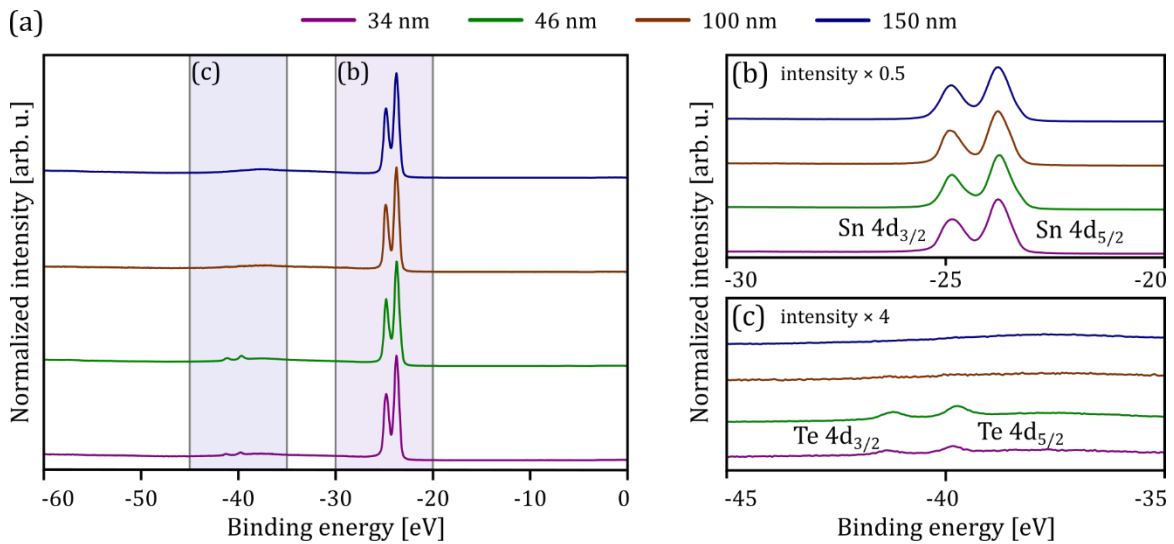 (a)
34 nm 46 nm 100 nm 150 nm
(c) (b)
Normalized intensity [arb. u.]
-60 -50 -40 -30 -20 -10 0
Binding energy [eV]
(b) intensity × 0.5
Normalized intensity [arb. u.]
Sn 4d3/2 Sn 4d5/2
-30 -25 -20
(c) intensity × 4
Te 4d3/2 Te 4d5/2
-45 -40 -35
Binding energy [eV]